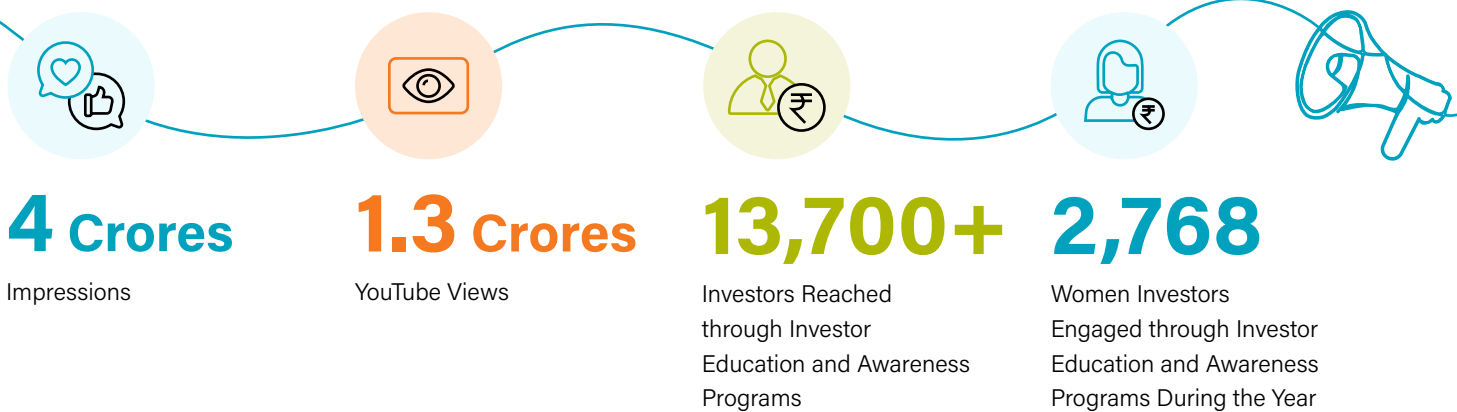 4 Crores
Impressions
1.3 Crores
YouTube Views
13,700+
Investors Reached
through Investor
Education and Awareness
Programs
2,768
Women Investors
Engaged through Investor
Education and Awareness
Programs During the Year